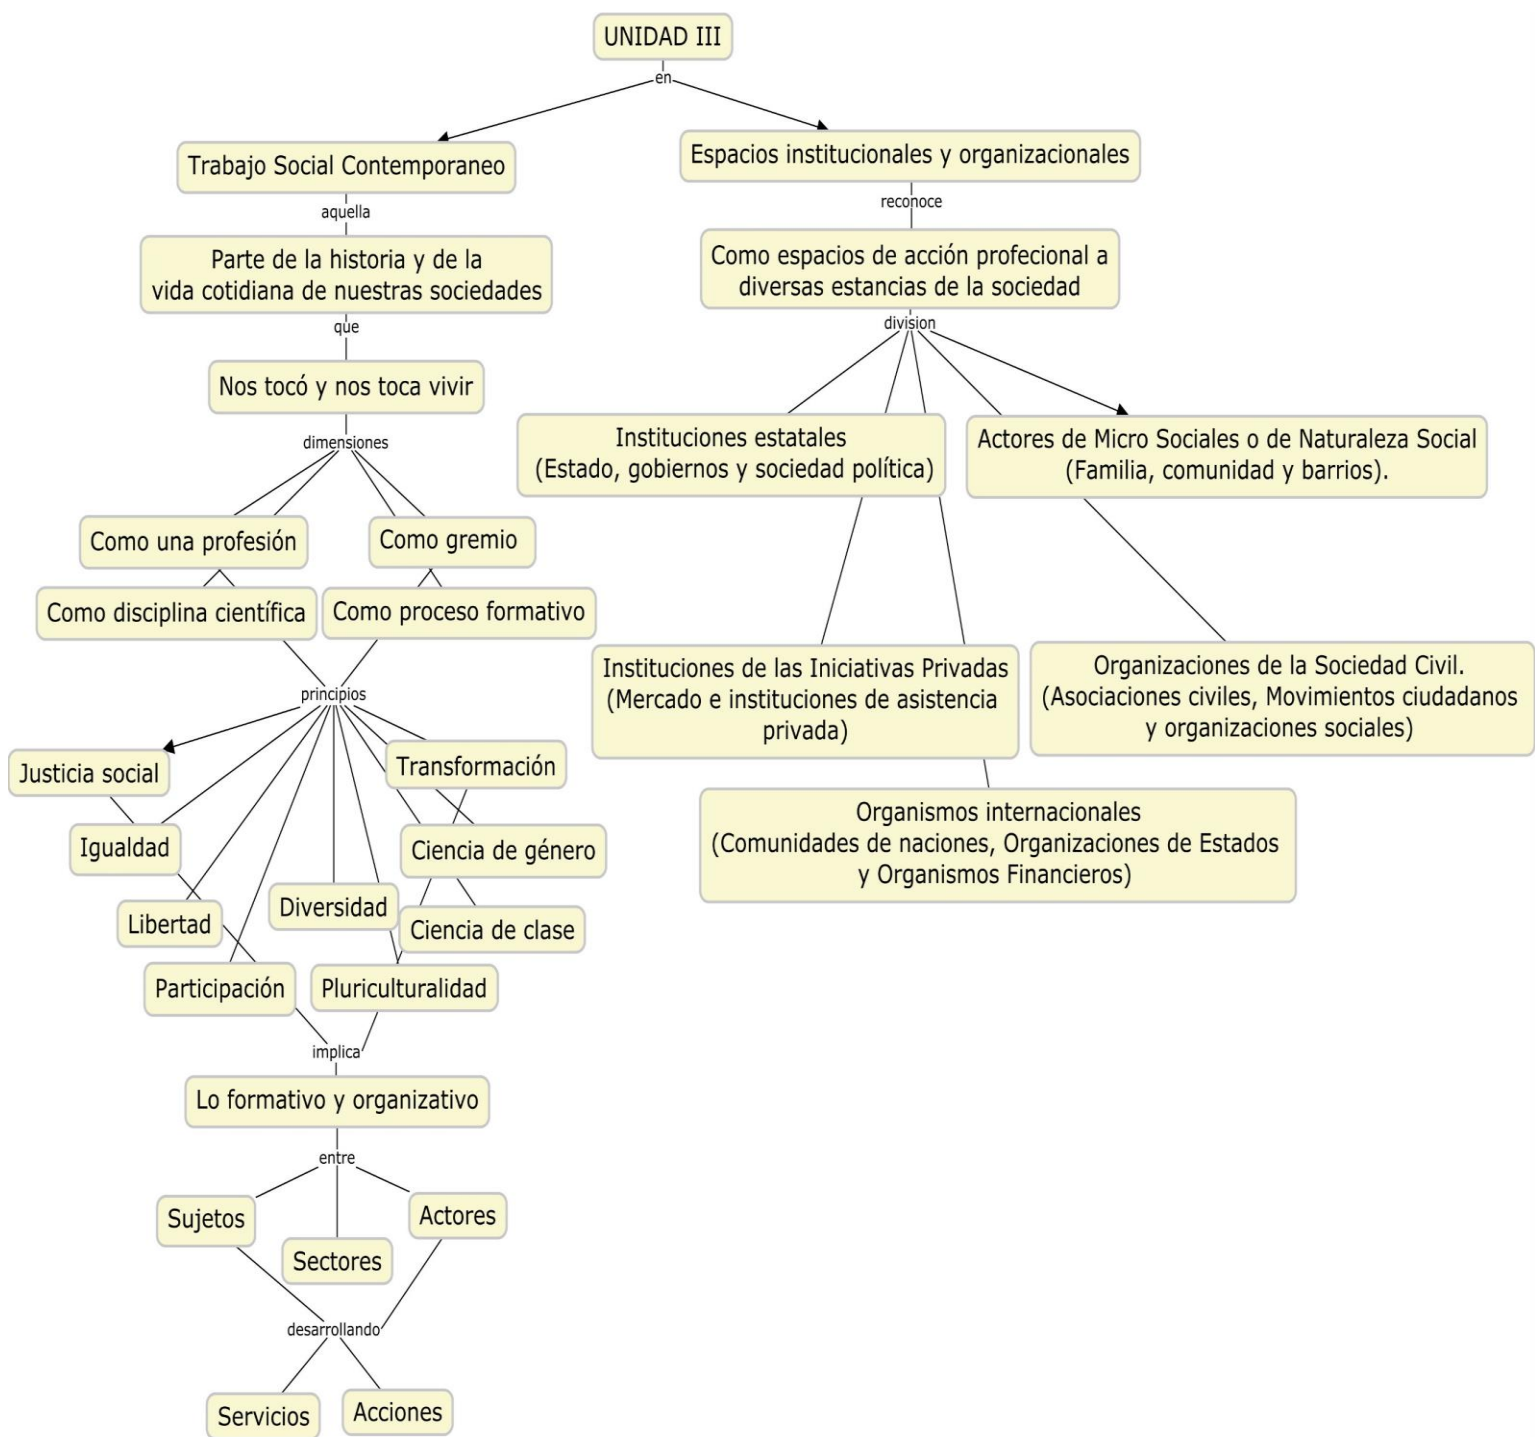 UNIDAD III
en
Trabajo Social Contemporaneo
aquella
Parte de la historia y de la
vida cotidiana de nuestras sociedades
que
Nos tocó y nos toca vivir
dimensiones
Como una profesión
Como gremio
Como disciplina científica
Como proceso formativo
principios
Justicia social
Transformación
Igualdad
Ciencia de género
Libertad
Diversidad
Ciencia de clase
Participación
Pluriculturalidad
implica
Lo formativo y organizativo
entre
Sujetos
Sectores
Actores
desarrollando
Servicios
Acciones
Espacios institucionales y organizacionales
reconoce
Como espacios de acción profecional a
diversas estancias de la sociedad
division
Instituciones estatales
(Estado, gobiernos y sociedad política)
Actores de Micro Sociales o de Naturaleza Social
(Familia, comunidad y barrios).
Instituciones de las Iniciativas Privadas
(Mercado e instituciones de asistencia
privada)
Organizaciones de la Sociedad Civil.
(Asociaciones civiles, Movimientos ciudadanos
y organizaciones sociales)
Organismos internacionales
(Comunidades de naciones, Organizaciones de Estados
y Organismos Financieros)